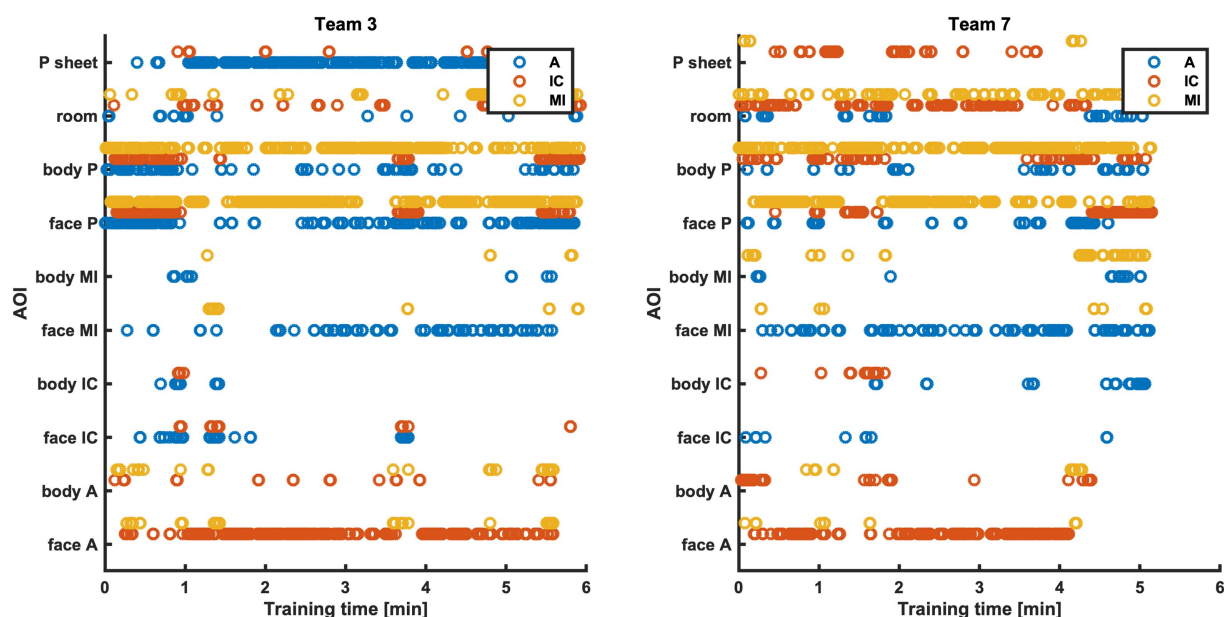 Team 3
P sheet
room
body P
face P
body MI
face MI
body IC
face IC
body A
face A
AOI
0 1 2 3 4 5 6
Training time [min]
A
IC
MI
Team 7
P sheet
room
body P
face P
body MI
face MI
body IC
face IC
body A
face A
AOI
0 1 2 3 4 5 6
Training time [min]
A
IC
MI